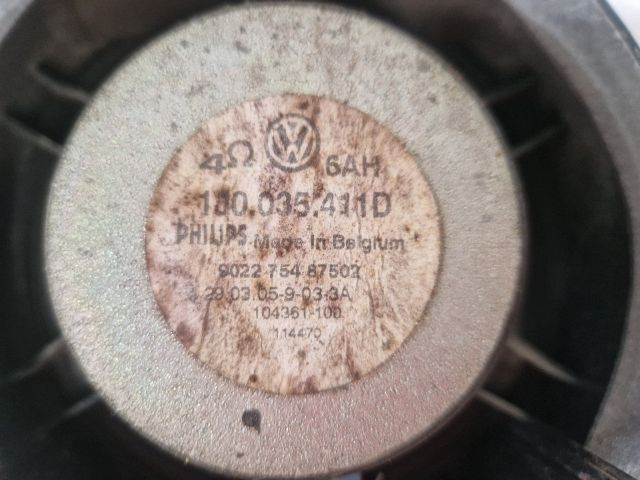 4Ω VW 6AH
1J0.035.411D
PHILIPS Made in Belgium
9022 754 87502
29.03.05-9-03-3A
104361-100
114470